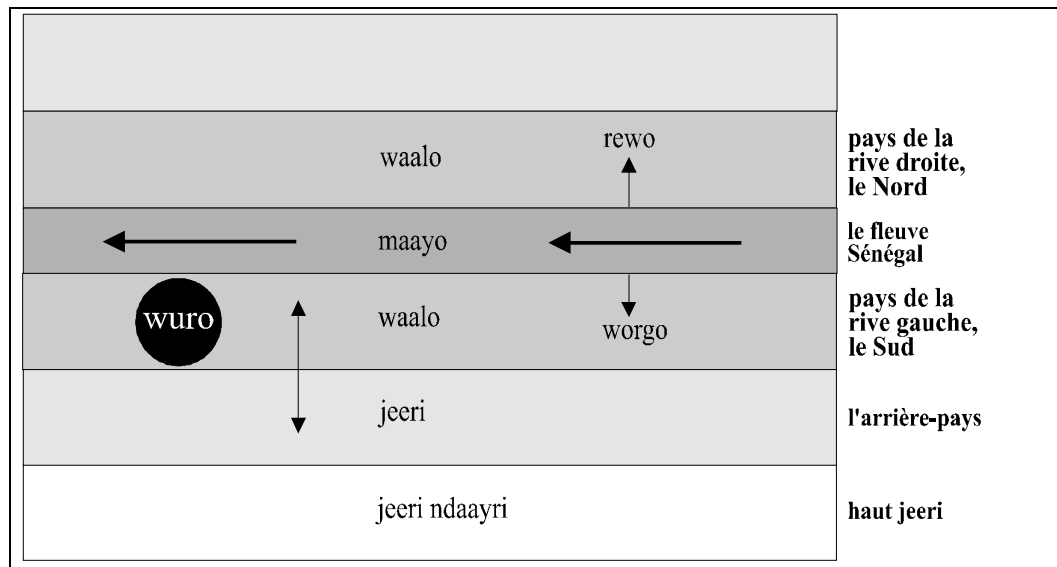 rewo
waalo
pays de la
rive droite,
le Nord
maayo
le fleuve
Sénégal
wuro
waalo
worgo
pays de la
rive gauche,
le Sud
jeeri
l'arrière-pays
jeeri ndaayri
haut jeeri